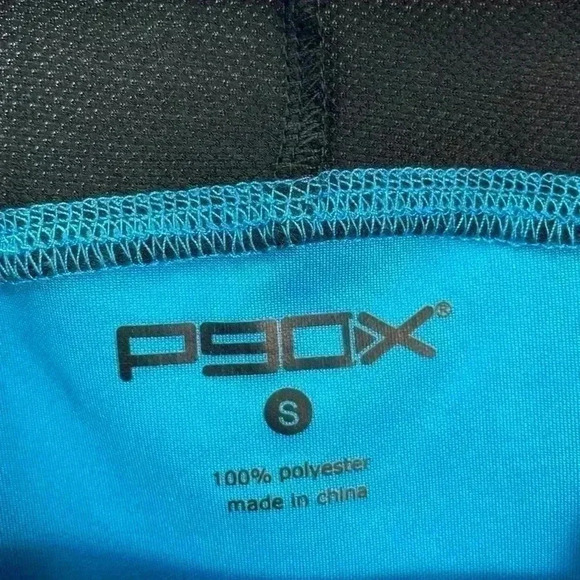 P90X®
S
100% polyester
made in china